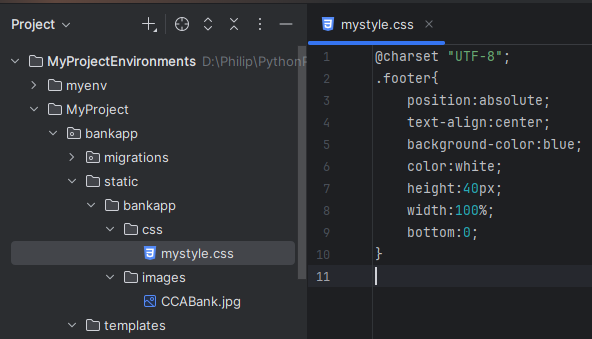 Project
MyProjectEnvironments D:\Philip\PythonP
myenv
MyProject
bankapp
migrations
static
bankapp
css
mystyle.css
images
CCABank.jpg
templates
mystyle.css
1 @charset "UTF-8";
2 .footer{
3 position:absolute;
4 text-align:center;
5 background-color:blue;
6 color:white;
7 height:40px;
8 width:100%;
9 bottom:0;
10 }
11